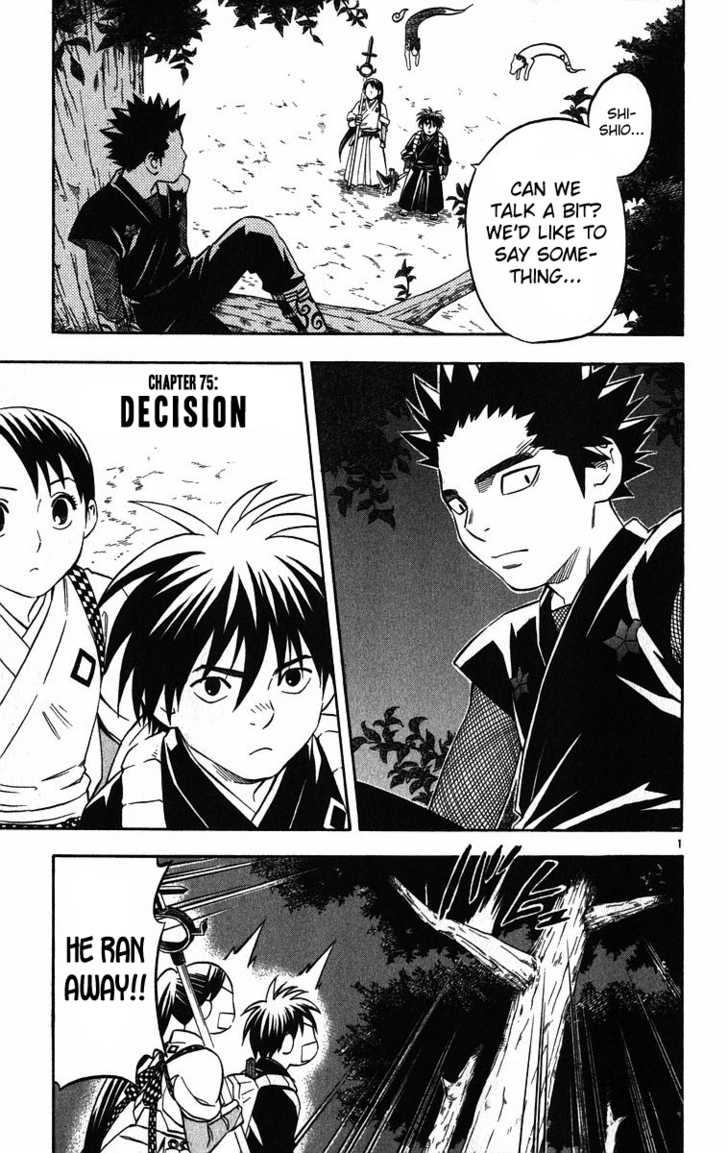 SHI-
SHIO...
CAN WE
TALK A BIT?
WE'D LIKE TO
SAY SOME-
THING...
CHAPTER 75:
DECISION
1
HE RAN
AWAY!!